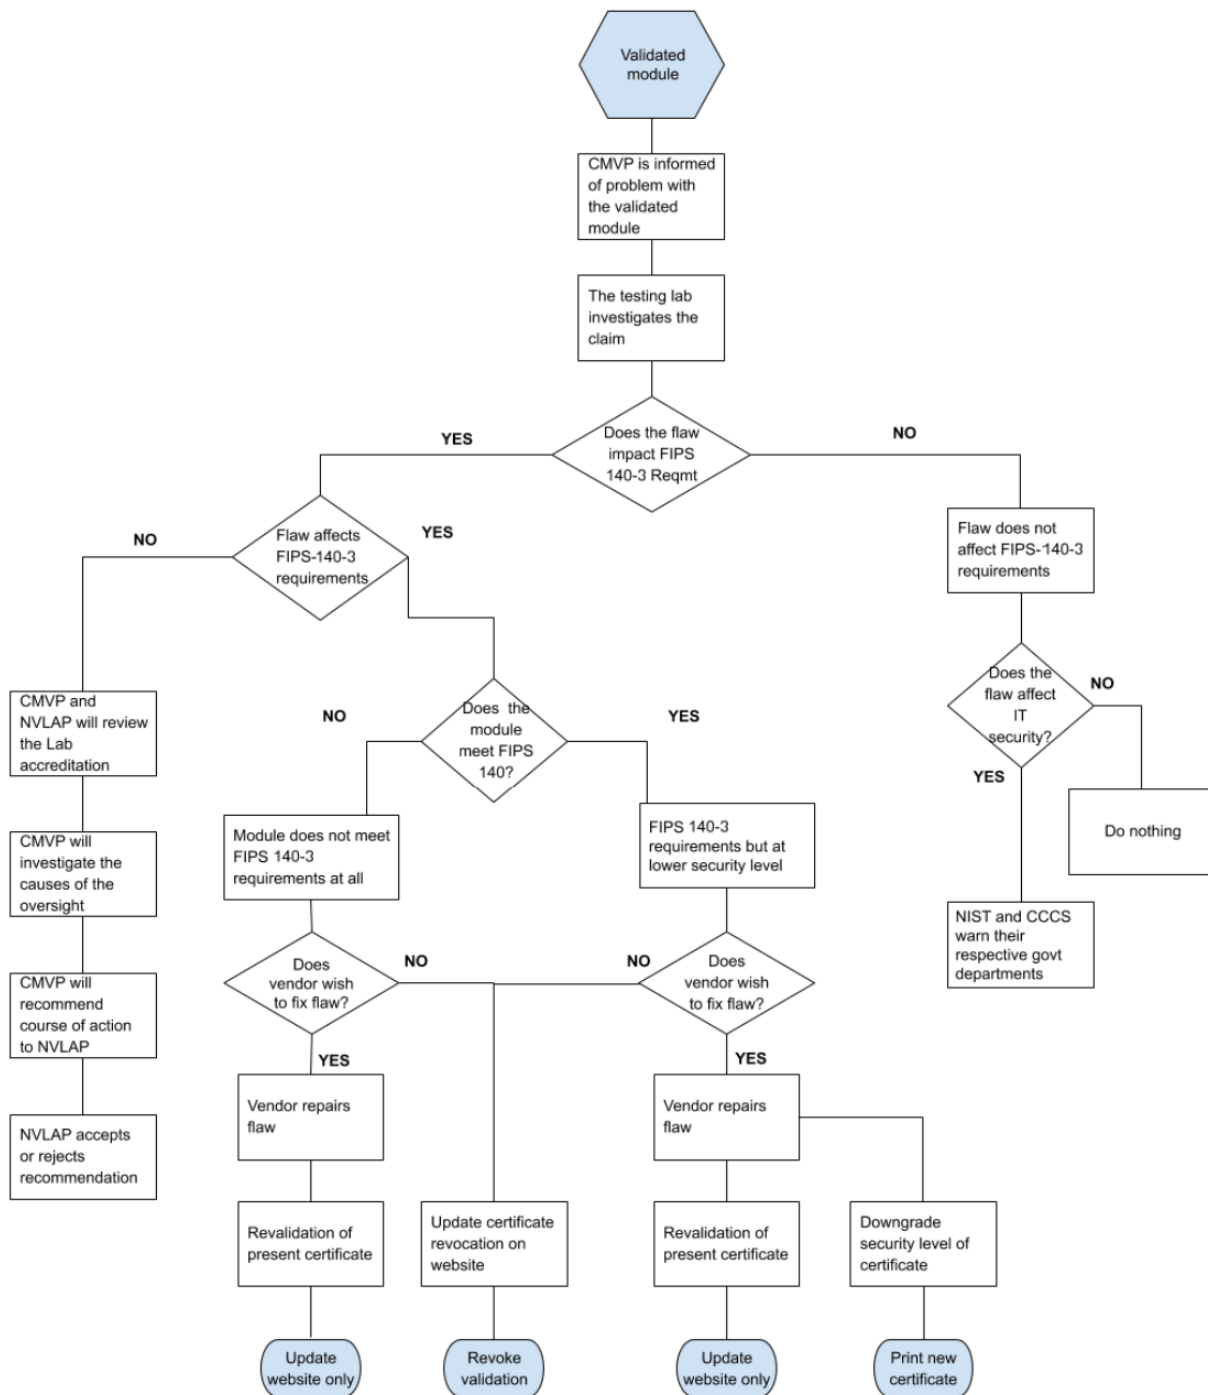 Validated
module
CMVP is informed
of problem with
the validated
module
The testing lab
investigates the
claim
Does the flaw
impact FIPS
140-3 Reqmt
YES
NO
Flaw affects
FIPS-140-3
requirements
NO
YES
Flaw does not
affect FIPS-140-3
requirements
Does the
flaw affect
IT
security?
NO
YES
Do nothing
NIST and CCCS
warn their
respective govt
departments
CMVP and
NVLAP will review
the Lab
accreditation
CMVP will
investigate the
causes of the
oversight
CMVP will
recommend
course of action
to NVLAP
NVLAP accepts
or rejects
recommendation
Does the
module
meet FIPS
140?
NO
YES
Module does not meet
FIPS 140-3
requirements at all
FIPS 140-3
requirements but at
lower security level
Does
vendor wish
to fix flaw?
NO
YES
Does
vendor wish
to fix flaw?
NO
YES
Vendor repairs
flaw
Vendor repairs
flaw
Revalidation of
present certificate
Update certificate
revocation on
website
Revalidation of
present certificate
Downgrade
security level of
certificate
Update
website only
Revoke
validation
Update
website only
Print new
certificate